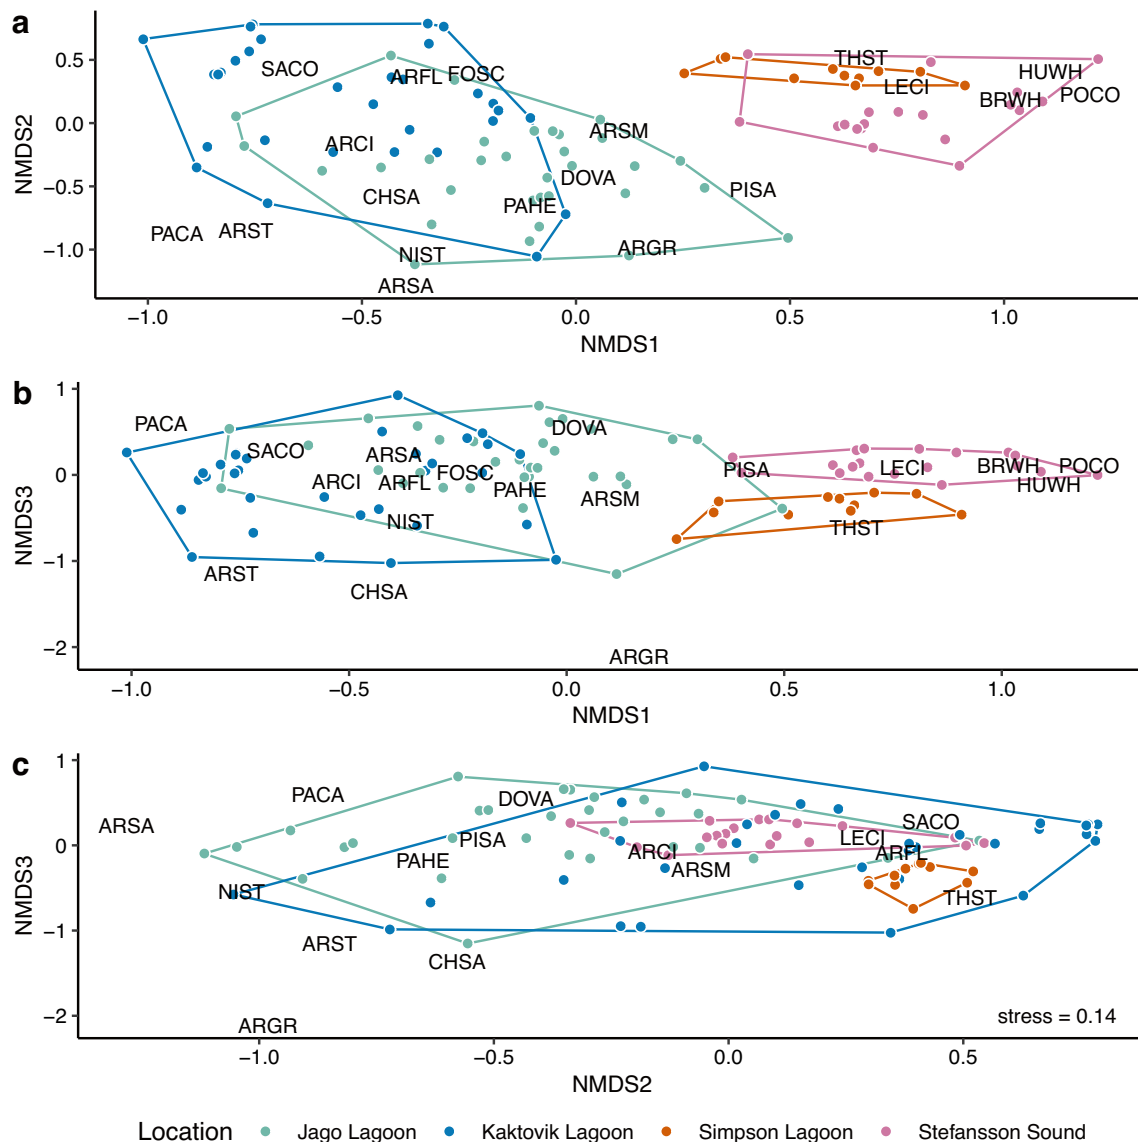 a
NMDS2
0.5
0.0
−0.5
−1.0
SACO
ARFL
FOSC
THST
LECI
HUWH
BRWH
POCO
ARCI
ARSM
CHSA
DOVA
PAHE
PISA
PACA
ARST
NIST
ARGR
ARSA
−1.0
−0.5
0.0
0.5
1.0
NMDS1
b
NMDS3
1
0
−1
−2
PACA
SACO
DOVA
ARSA
ARCI
ARFL
FOSC
PAHE
ARSM
PISA
LECI
BRWH
POCO
HUWH
NIST
THST
ARST
CHSA
ARGR
−1.0
−0.5
0.0
0.5
1.0
NMDS1
c
NMDS3
1
0
−1
−2
PACA
DOVA
ARSA
PISA
SACO
LECI
PAHE
ARCI
ARFL
ARSM
NIST
THST
ARST
CHSA
ARGR
stress = 0.14
−1.0
−0.5
0.0
0.5
NMDS2
Location
Jago Lagoon
Kaktovik Lagoon
Simpson Lagoon
Stefansson Sound